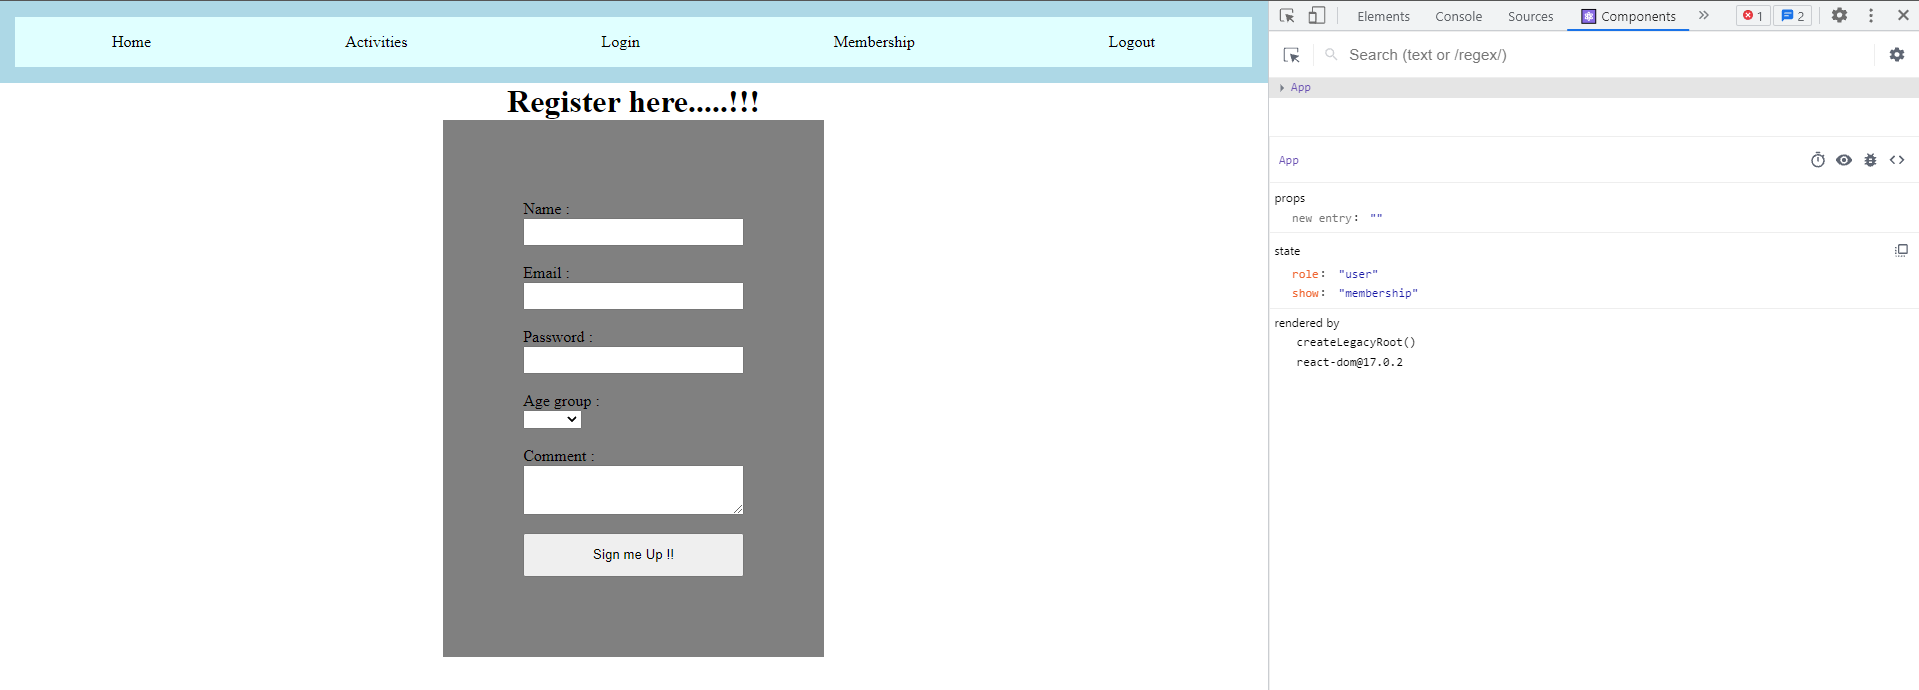 Home Activities Login Membership Logout
Register here.....!!!
Name :
Email :
Password :
Age group :
Comment :
Sign me Up !!
Elements Console Sources Components 1 2
Search (text or /regex/)
App
App
props
new entry: ""
state
role: "user"
show: "membership"
rendered by
createLegacyRoot()
react-dom@17.0.2